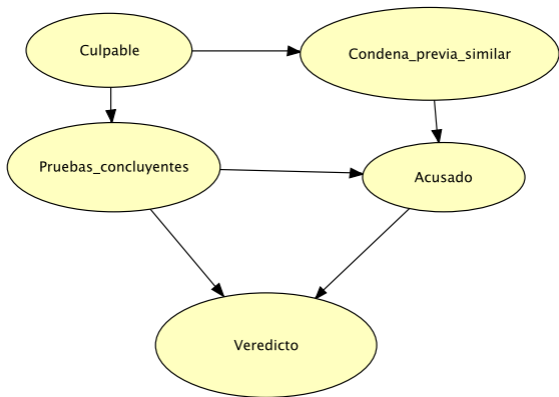 Culpable
Condena_previa_similar
Pruebas_concluyentes
Acusado
Veredicto